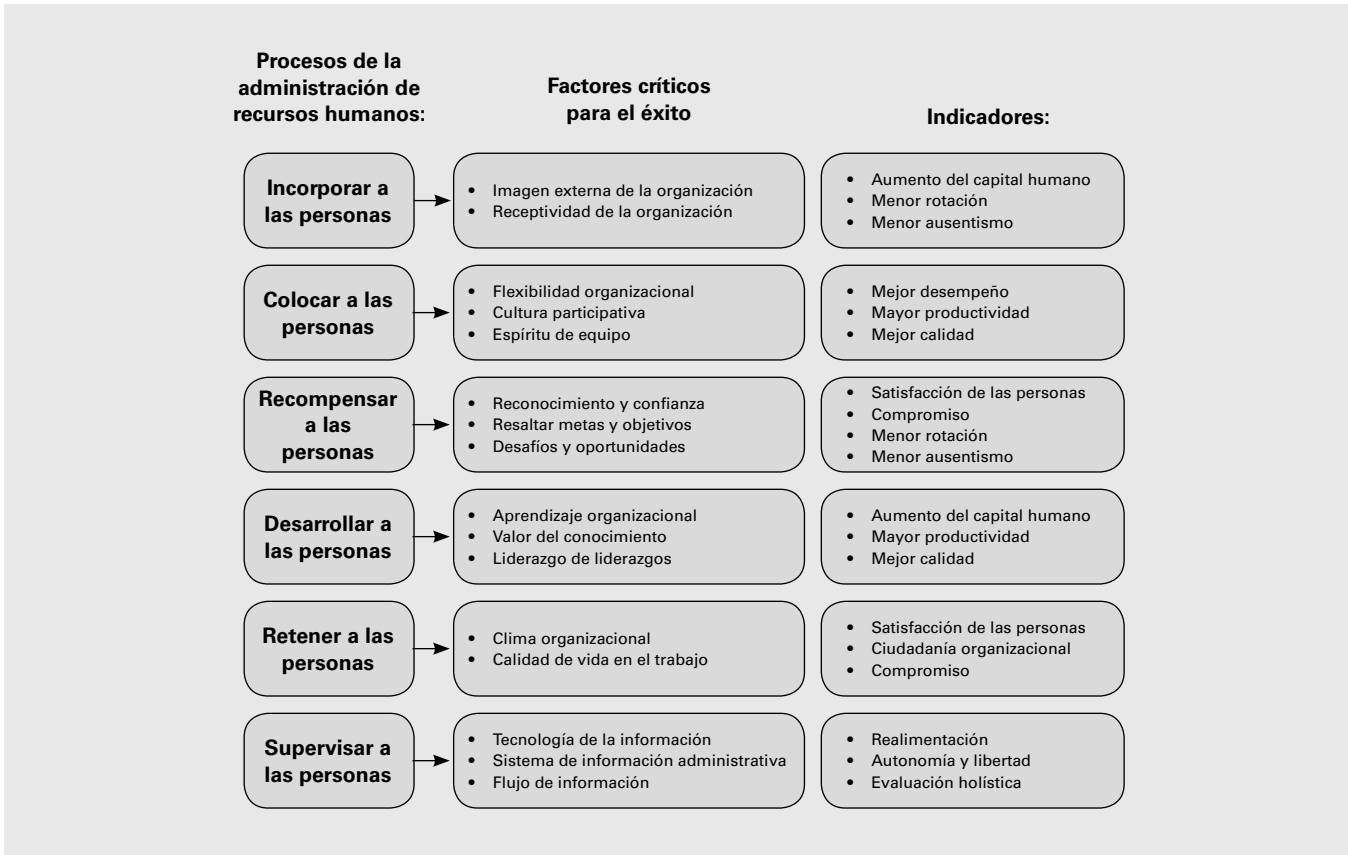 Procesos de la
administración de
recursos humanos:
Factores críticos
para el éxito
Indicadores:
Incorporar a
las personas
• Imagen externa de la organización
• Receptividad de la organización
• Aumento del capital humano
• Menor rotación
• Menor ausentismo
Colocar a las
personas
• Flexibilidad organizacional
• Cultura participativa
• Espíritu de equipo
• Mejor desempeño
• Mayor productividad
• Mejor calidad
Recompensar
a las
personas
• Reconocimiento y confianza
• Resaltar metas y objetivos
• Desafíos y oportunidades
• Satisfacción de las personas
• Compromiso
• Menor rotación
• Menor ausentismo
Desarrollar a
las personas
• Aprendizaje organizacional
• Valor del conocimiento
• Liderazgo de liderazgos
• Aumento del capital humano
• Mayor productividad
• Mejor calidad
Retener a las
personas
• Clima organizacional
• Calidad de vida en el trabajo
• Satisfacción de las personas
• Ciudadanía organizacional
• Compromiso
Supervisar a
las personas
• Tecnología de la información
• Sistema de información administrativa
• Flujo de información
• Realimentación
• Autonomía y libertad
• Evaluación holística